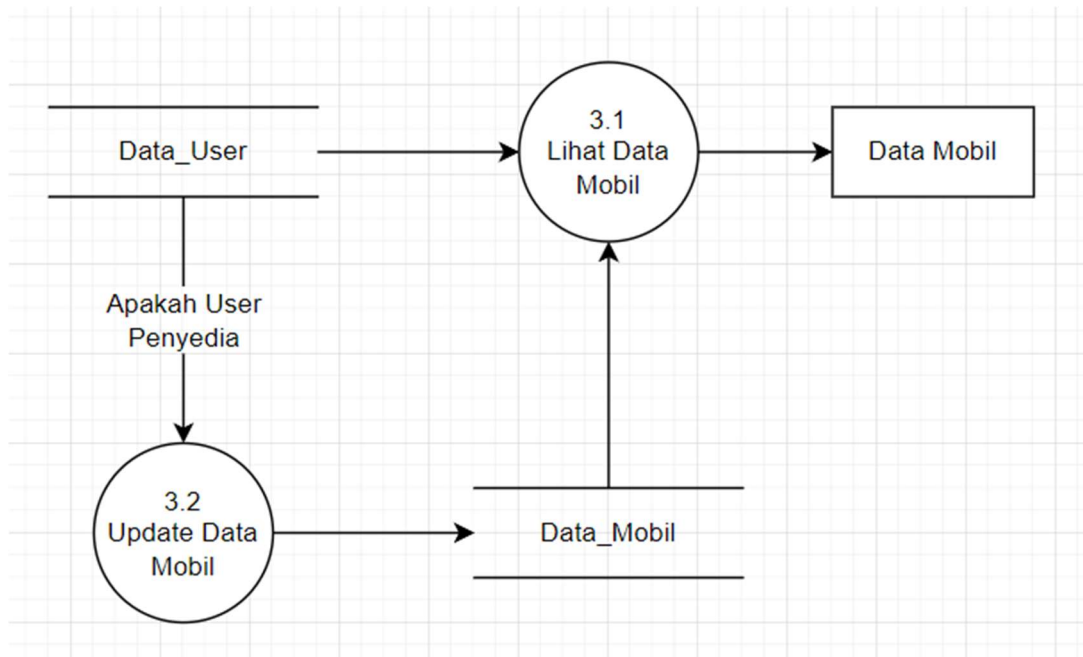 Data_User
3.1
Lihat Data
Mobil
Data Mobil
Apakah User
Penyedia
3.2
Update Data
Mobil
Data_Mobil